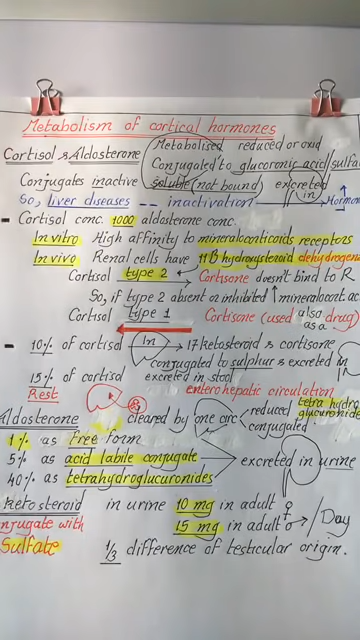 Metabolism of cortical hormones
Cortisol & Aldosterone
Metabolised reduced or oxid
Conjugated to glucoronic acid/sulfa
Conjugates inactive soluble (not bound) excreted in
So, liver diseases -- inactivation Hormon
- Cortisol conc. 1000 aldosterone conc.
In vitro High affinity to mineralocorticoids receptors
In vivo Renal cells have 11 B hydroxysteroid dehydrogena
Cortisol type 2 Cortisone doesn't bind to R
So, if type 2 absent or inhibited ↑ mineralocort. ac
Cortisol Type 1 Cortisone (used also as a drug)
- 10% of cortisol In → 17 ketosteroid & cortisone
conjugated to sulphur & excreted in
15% of cortisol excreted in stool
Rest enterohepatic circulation
Aldosterone cleared by one circ reduced tetra hydro glucuronide
conjugated
1% as Free form
5% as acid labile conjugate excreted in urine
40% as tetrahydroglucuronides
Ketosteroid in urine 10 mg in adult ♀
njugate with 15 mg in adult ♂ /Day
Sulfate 1/3 difference of testicular origin.